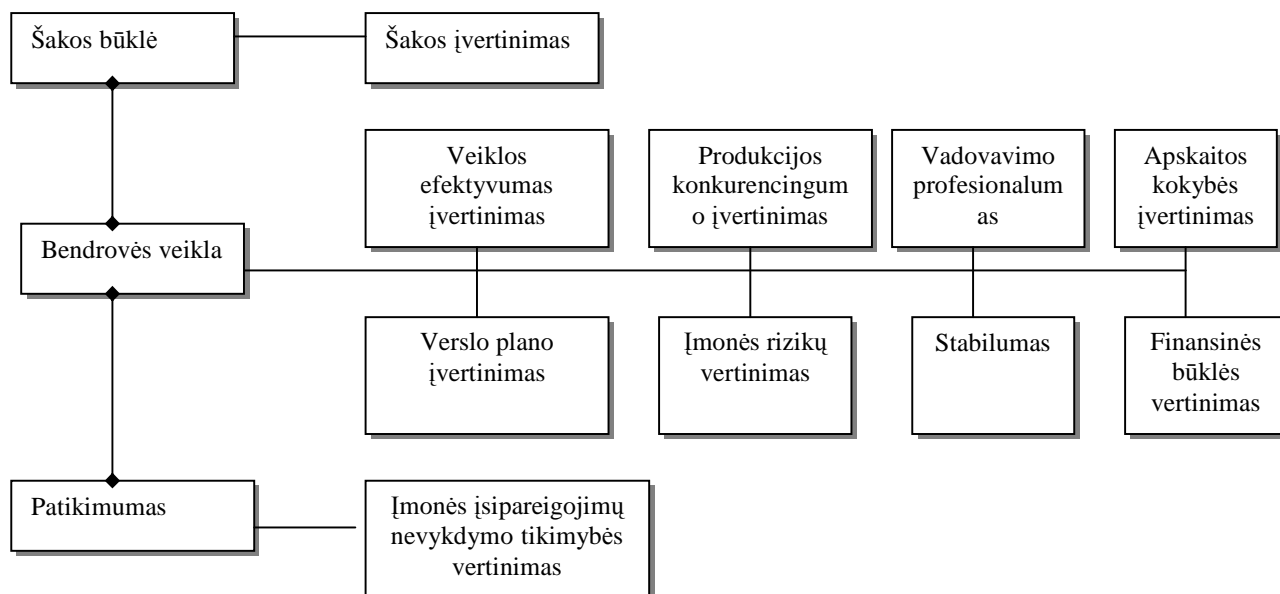 Šakos būklė
Šakos įvertinimas
Veiklos
efektyvumas
įvertinimas
Produkcijos
konkurencingum
o įvertinimas
Vadovavimo
profesionalum
as
Apskaitos
kokybės
įvertinimas
Bendrovės veikla
Verslo plano
įvertinimas
Įmonės rizikų
vertinimas
Stabilumas
Finansinės
būklės
vertinimas
Patikimumas
Įmonės įsipareigojimų
nevykdymo tikimybės
vertinimas